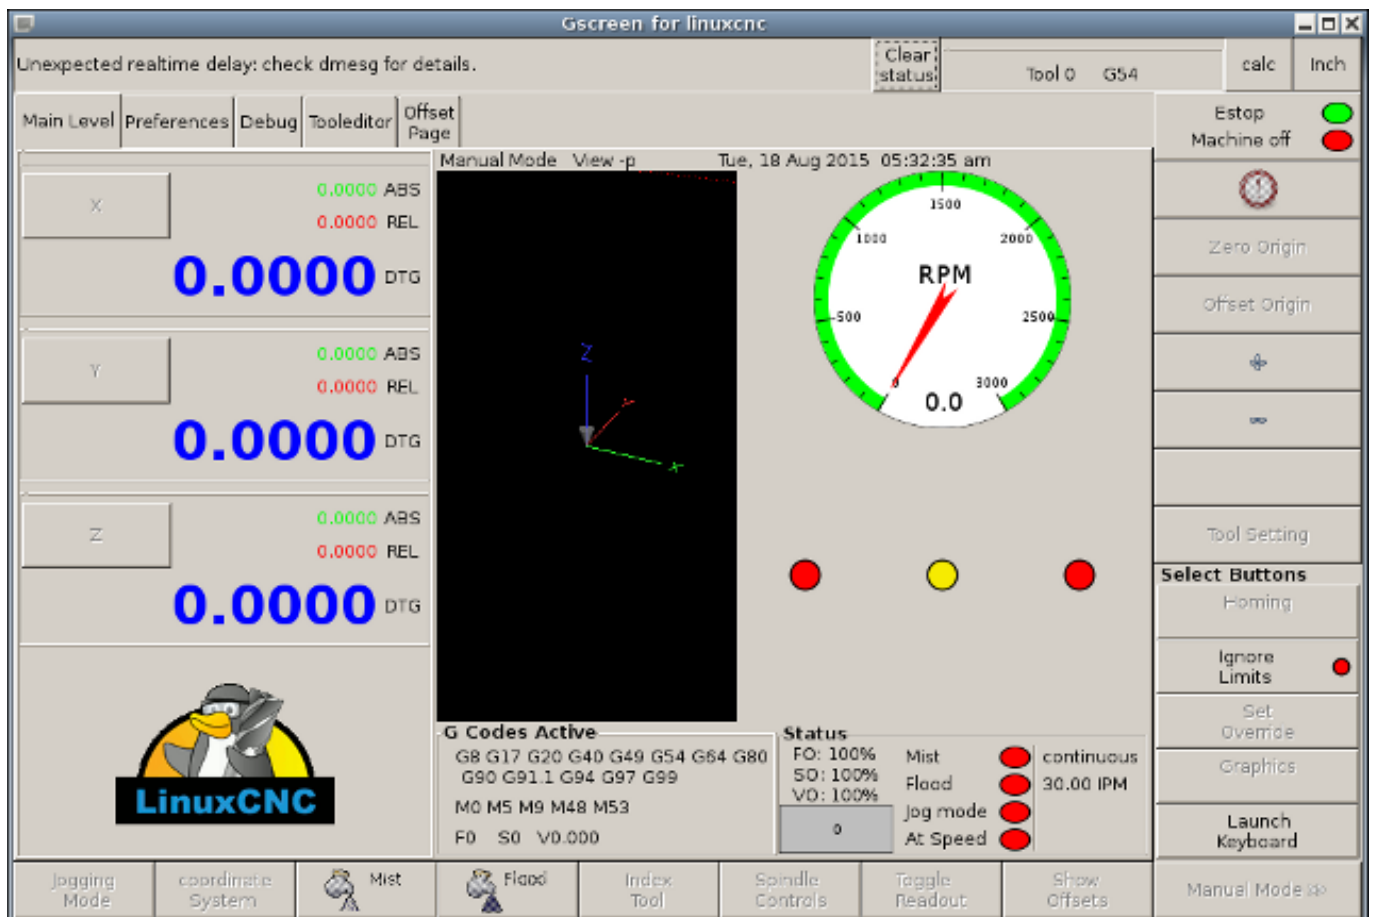 Gscreen for linuxcnc
Unexpected realtime delay: check dmesg for details.
Clear
status
Tool 0 G54
calc
Inch
Main Level
Preferences
Debug
Tooleditor
Offset
Page
Estop
Machine off
X
0.0000 ABS
0.0000 REL
0.0000 DTG
Y
0.0000 ABS
0.0000 REL
0.0000 DTG
Z
0.0000 ABS
0.0000 REL
0.0000 DTG
LinuxCNC
Manual Mode View -p Tue, 18 Aug 2015 05:32:35 am
Z
Y
X
RPM
0
500
1000
1500
2000
2500
3000
0.0
G Codes Active
G8 G17 G20 G40 G49 G54 G64 G80
G90 G91.1 G94 G97 G99
M0 M5 M9 M48 M53
F0 S0 V0.000
Status
FO: 100%
SO: 100%
VO: 100%
0
Mist
Flood
Jog mode
At Speed
continuous
30.00 IPM
Zero Origin
Offset Origin
+
-
Tool Setting
Select Buttons
Homing
Ignore
Limits
Set
Override
Graphics
Launch
Keyboard
Jogging
Mode
coordinate
System
Mist
Flood
Index
Tool
Spindle
Controls
Toggle
Readout
Show
Offsets
Manual Mode >>